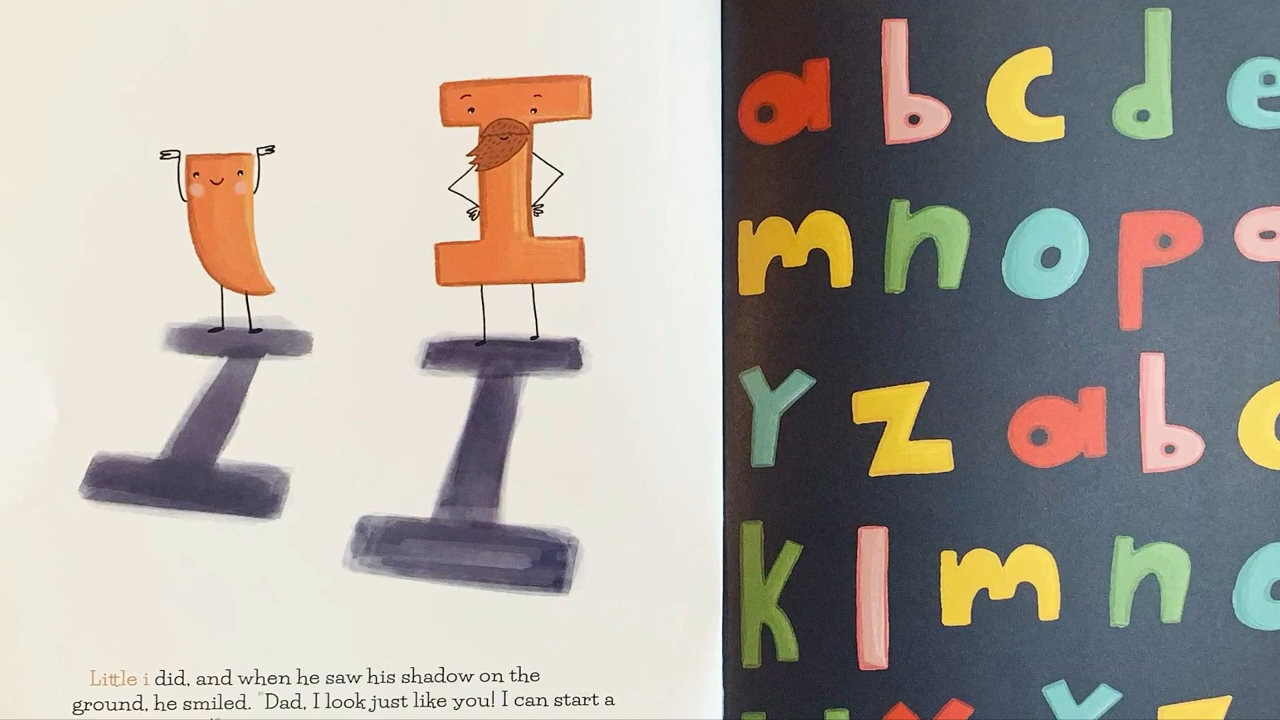 Little i did, and when he saw his shadow on the
ground, he smiled. "Dad, I look just like you! I can start a
a b c d e
m n o p
Y z a b c
k l m n o
Y